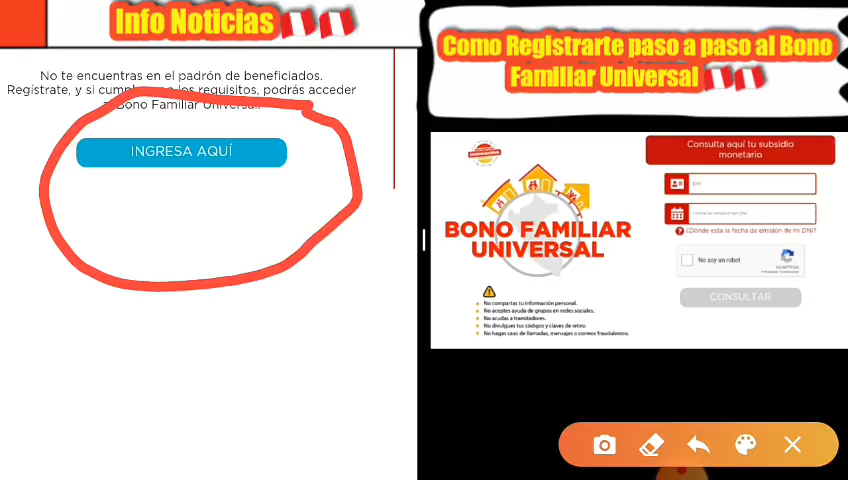 Info Noticias
No te encuentras en el padrón de beneficiados.
Regístrate, y si cumples con los requisitos, podrás acceder
al Bono Familiar Universal.
INGRESA AQUÍ
Como Registrarte paso a paso al Bono
Familiar Universal
BONO FAMILIAR
UNIVERSAL
No compartas tu información personal.
No aceptes ayuda de grupos en redes sociales.
No acudas a tramitadores.
No divulgues tus códigos y claves de retiro.
No hagas caso de llamadas, mensajes o correos fraudulentos.
Consulta aquí tu subsidio
monetario
DNI
¿Dónde está la fecha de emisión de mi DNI?
No soy un robot
reCAPTCHA
CONSULTAR